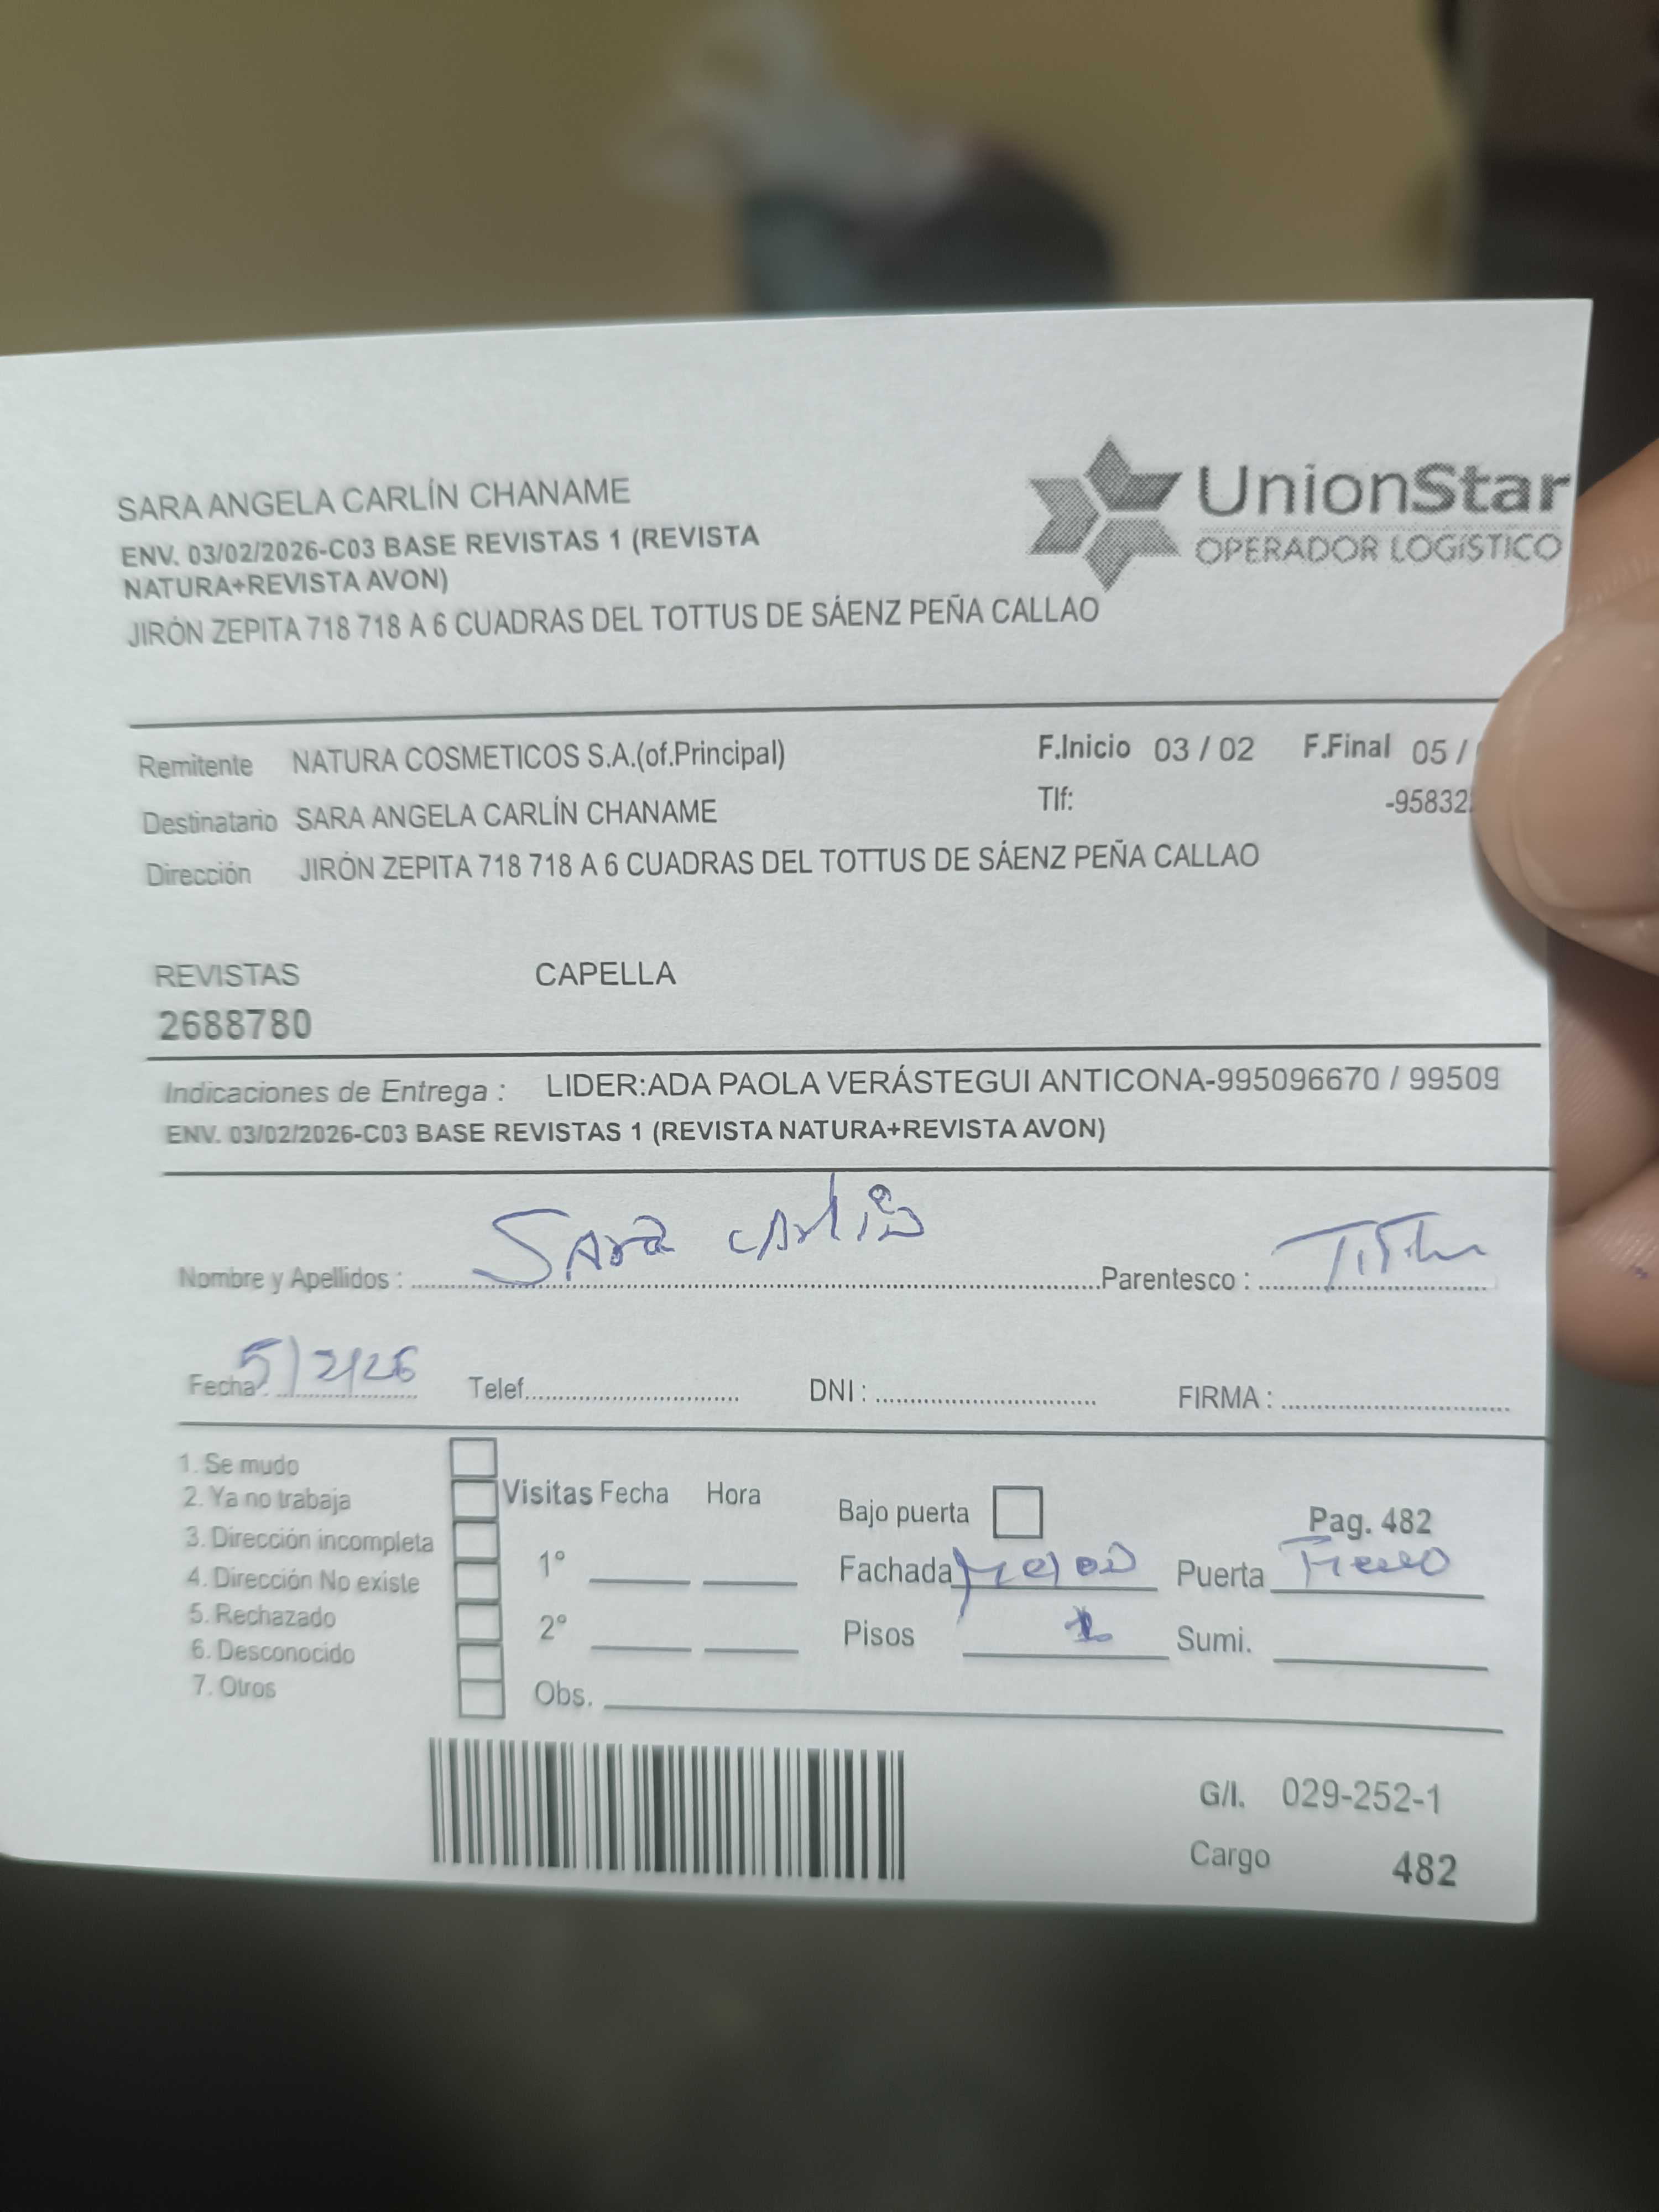 SARA ANGELA CARLÍN CHANAME
UnionStar
OPERADOR LOGÍSTICO
ENV. 03/02/2026-C03 BASE REVISTAS 1 (REVISTA
NATURA+REVISTA AVON)
JIRÓN ZEPITA 718 718 A 6 CUADRAS DEL TOTTUS DE SÁENZ PEÑA CALLAO
Remitente NATURA COSMETICOS S.A.(of.Principal) F.Inicio 03 / 02 F.Final 05 /
Destinatario SARA ANGELA CARLÍN CHANAME Tlf: -95832
Dirección JIRÓN ZEPITA 718 718 A 6 CUADRAS DEL TOTTUS DE SÁENZ PEÑA CALLAO
REVISTAS CAPELLA
2688780
Indicaciones de Entrega : LIDER:ADA PAOLA VERÁSTEGUI ANTICONA-995096670 / 99509
ENV. 03/02/2026-C03 BASE REVISTAS 1 (REVISTA NATURA+REVISTA AVON)
Nombre y Apellidos : Sara Carlín Parentesco :
Fecha : 5/2/26 Telef. DNI : FIRMA :
1. Se mudo
2. Ya no trabaja
3. Dirección incompleta
4. Dirección No existe
5. Rechazado
6. Desconocido
7. Otros
Visitas Fecha Hora
1°
2°
Obs.
Bajo puerta Pag. 482
Fachada Puerta Fierro
Pisos 1 Sumi.
G/I. 029-252-1
Cargo 482